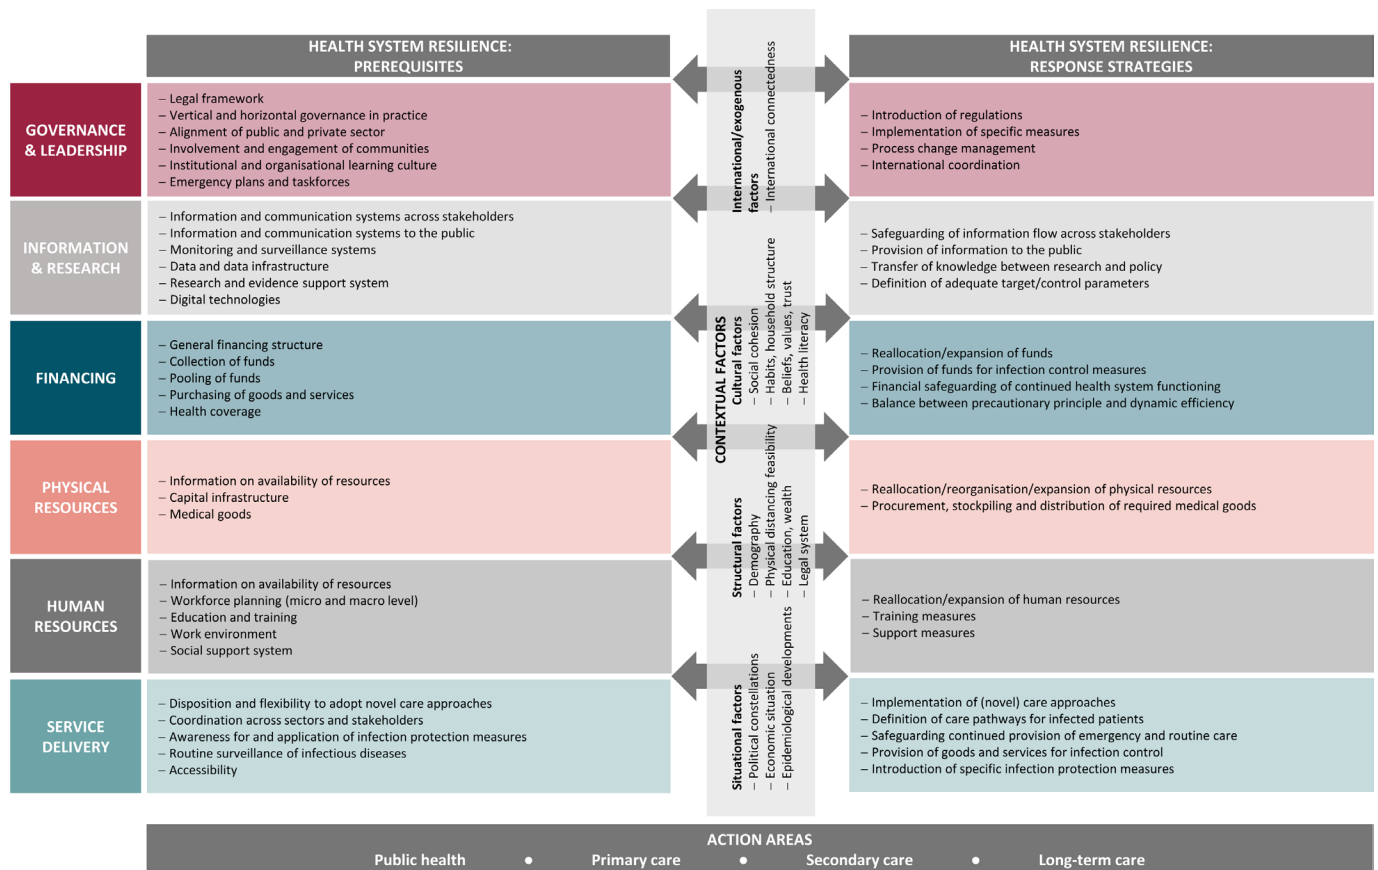 HEALTH SYSTEM RESILIENCE:
PREREQUISITES
HEALTH SYSTEM RESILIENCE:
RESPONSE STRATEGIES
GOVERNANCE
& LEADERSHIP
– Legal framework
– Vertical and horizontal governance in practice
– Alignment of public and private sector
– Involvement and engagement of communities
– Institutional and organisational learning culture
– Emergency plans and taskforces
– Introduction of regulations
– Implementation of specific measures
– Process change management
– International coordination
INFORMATION
& RESEARCH
– Information and communication systems across stakeholders
– Information and communication systems to the public
– Monitoring and surveillance systems
– Data and data infrastructure
– Research and evidence support system
– Digital technologies
– Safeguarding of information flow across stakeholders
– Provision of information to the public
– Transfer of knowledge between research and policy
– Definition of adequate target/control parameters
FINANCING
– General financing structure
– Collection of funds
– Pooling of funds
– Purchasing of goods and services
– Health coverage
– Reallocation/expansion of funds
– Provision of funds for infection control measures
– Financial safeguarding of continued health system functioning
– Balance between precautionary principle and dynamic efficiency
PHYSICAL
RESOURCES
– Information on availability of resources
– Capital infrastructure
– Medical goods
– Reallocation/reorganisation/expansion of physical resources
– Procurement, stockpiling and distribution of required medical goods
HUMAN
RESOURCES
– Information on availability of resources
– Workforce planning (micro and macro level)
– Education and training
– Work environment
– Social support system
– Reallocation/expansion of human resources
– Training measures
– Support measures
SERVICE
DELIVERY
– Disposition and flexibility to adopt novel care approaches
– Coordination across sectors and stakeholders
– Awareness for and application of infection protection measures
– Routine surveillance of infectious diseases
– Accessibility
– Implementation of (novel) care approaches
– Definition of care pathways for infected patients
– Safeguarding continued provision of emergency and routine care
– Provision of goods and services for infection control
– Introduction of specific infection protection measures
CONTEXTUAL FACTORS
Situational factors
– Political constellations
– Economic situation
– Epidemiological developments
Structural factors
– Demography
– Physical distancing feasibility
– Education, wealth
– Legal system
Cultural factors
– Social cohesion
– Habits, household structure
– Beliefs, values, trust
– Health literacy
International/exogenous
factors
– International connectedness
ACTION AREAS
Public health ● Primary care ● Secondary care ● Long-term care